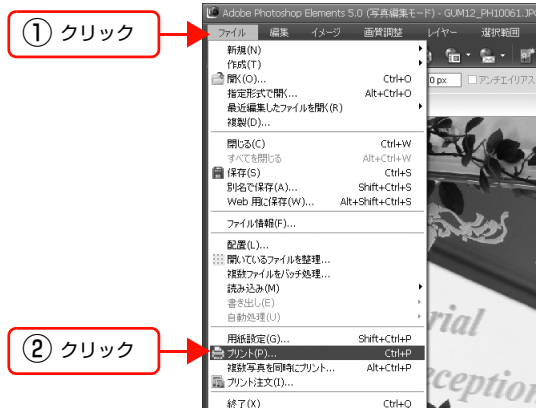 Adobe Photoshop Elements 5.0 (写真編集モード) - GUM12_PH10061.JP
① クリック
ファイル 編集 イメージ 画質調整 レイヤー 選択範囲
新規(N)
作成(T)
開く(O)... Ctrl+O
指定形式で開く... Alt+Ctrl+O
最近編集したファイルを開く(R)
複製(D)...
0 px アンチエイリアス
閉じる(C) Ctrl+W
すべてを閉じる Alt+Ctrl+W
保存(S) Ctrl+S
別名で保存(A)... Shift+Ctrl+S
Web 用に保存(W)... Alt+Shift+Ctrl+S
ファイル情報(F)...
配置(L)...
開いているファイルを整理...
複数ファイルをバッチ処理...
読み込み(M)
書き出し(E)
自動処理(U)
用紙設定(G)... Shift+Ctrl+P
② クリック
プリント(P)... Ctrl+P
複数写真を同時にプリント... Alt+Ctrl+P
プリント注文(I)...
終了(X) Ctrl+Q
rial
ception